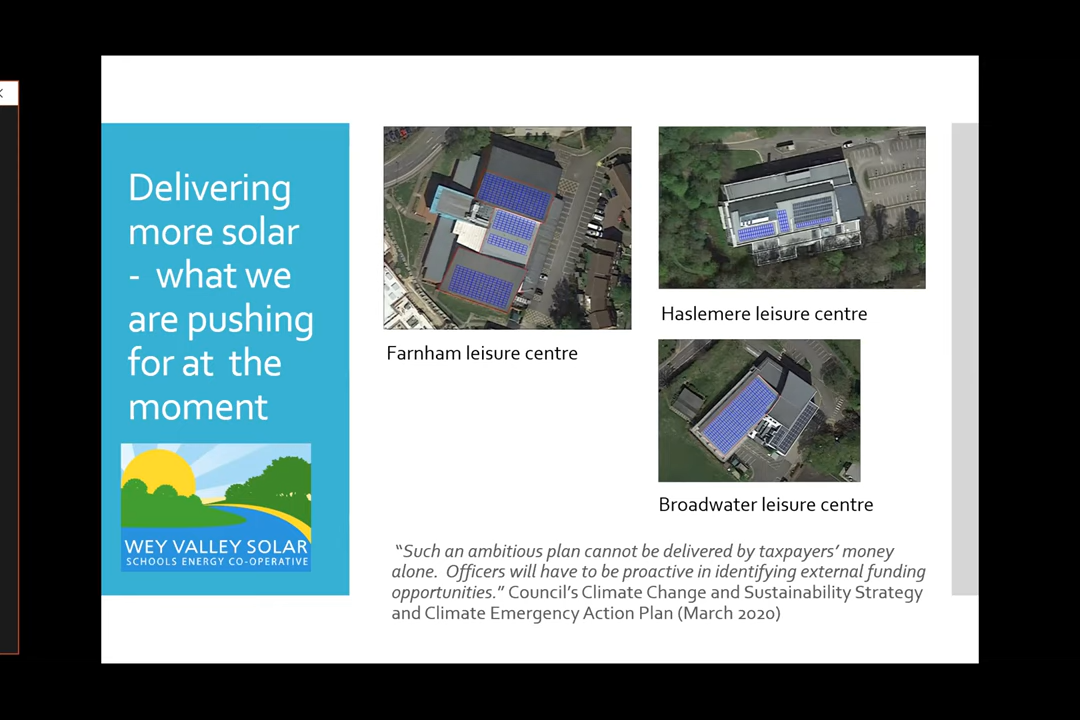 Delivering
more solar
- what we
are pushing
for at the
moment
WEY VALLEY SOLAR
SCHOOLS ENERGY CO-OPERATIVE
Farnham leisure centre
Haslemere leisure centre
Broadwater leisure centre
“Such an ambitious plan cannot be delivered by taxpayers’ money
alone. Officers will have to be proactive in identifying external funding
opportunities.” Council’s Climate Change and Sustainability Strategy
and Climate Emergency Action Plan (March 2020)